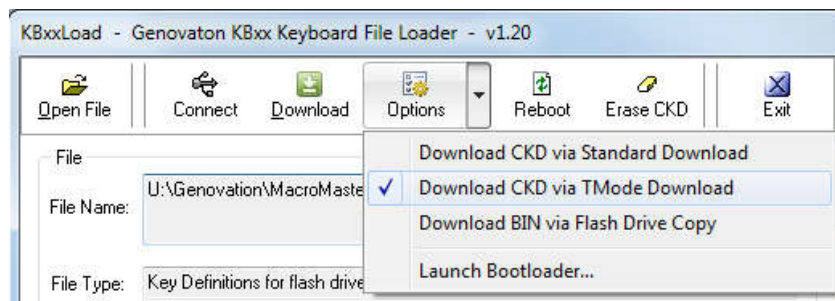 KBxxLoad - Genovaton KBxx Keyboard File Loader - v1.20
Open File Connect Download Options Reboot Erase CKD Exit
File
Download CKD via Standard Download
File Name: U:\Genovation\MacroMaste
Download CKD via TMode Download
Download BIN via Flash Drive Copy
Launch Bootloader...
File Type: Key Definitions for flash drive